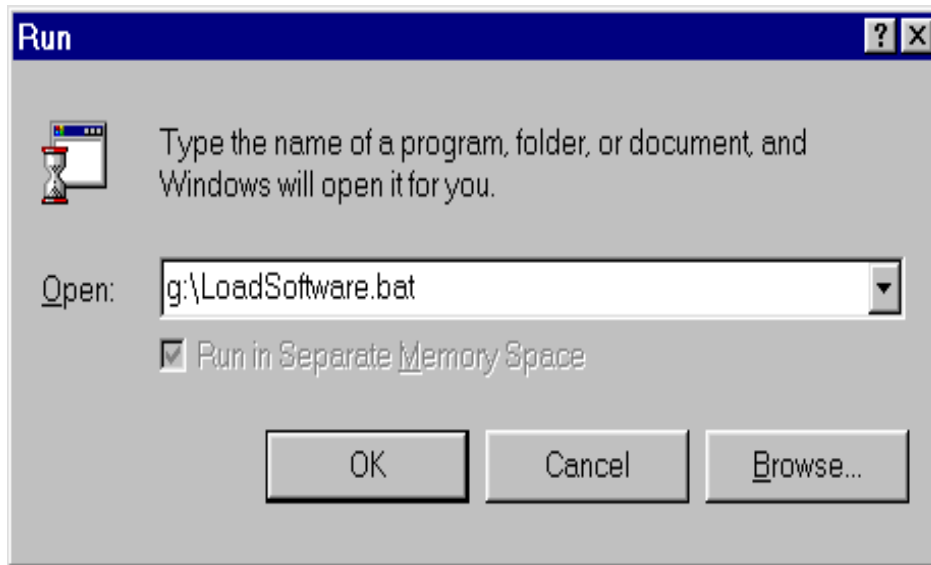 Run
Type the name of a program, folder, or document, and
Windows will open it for you.
Open: g:\LoadSoftware.bat
Run in Separate Memory Space
OK Cancel Browse...